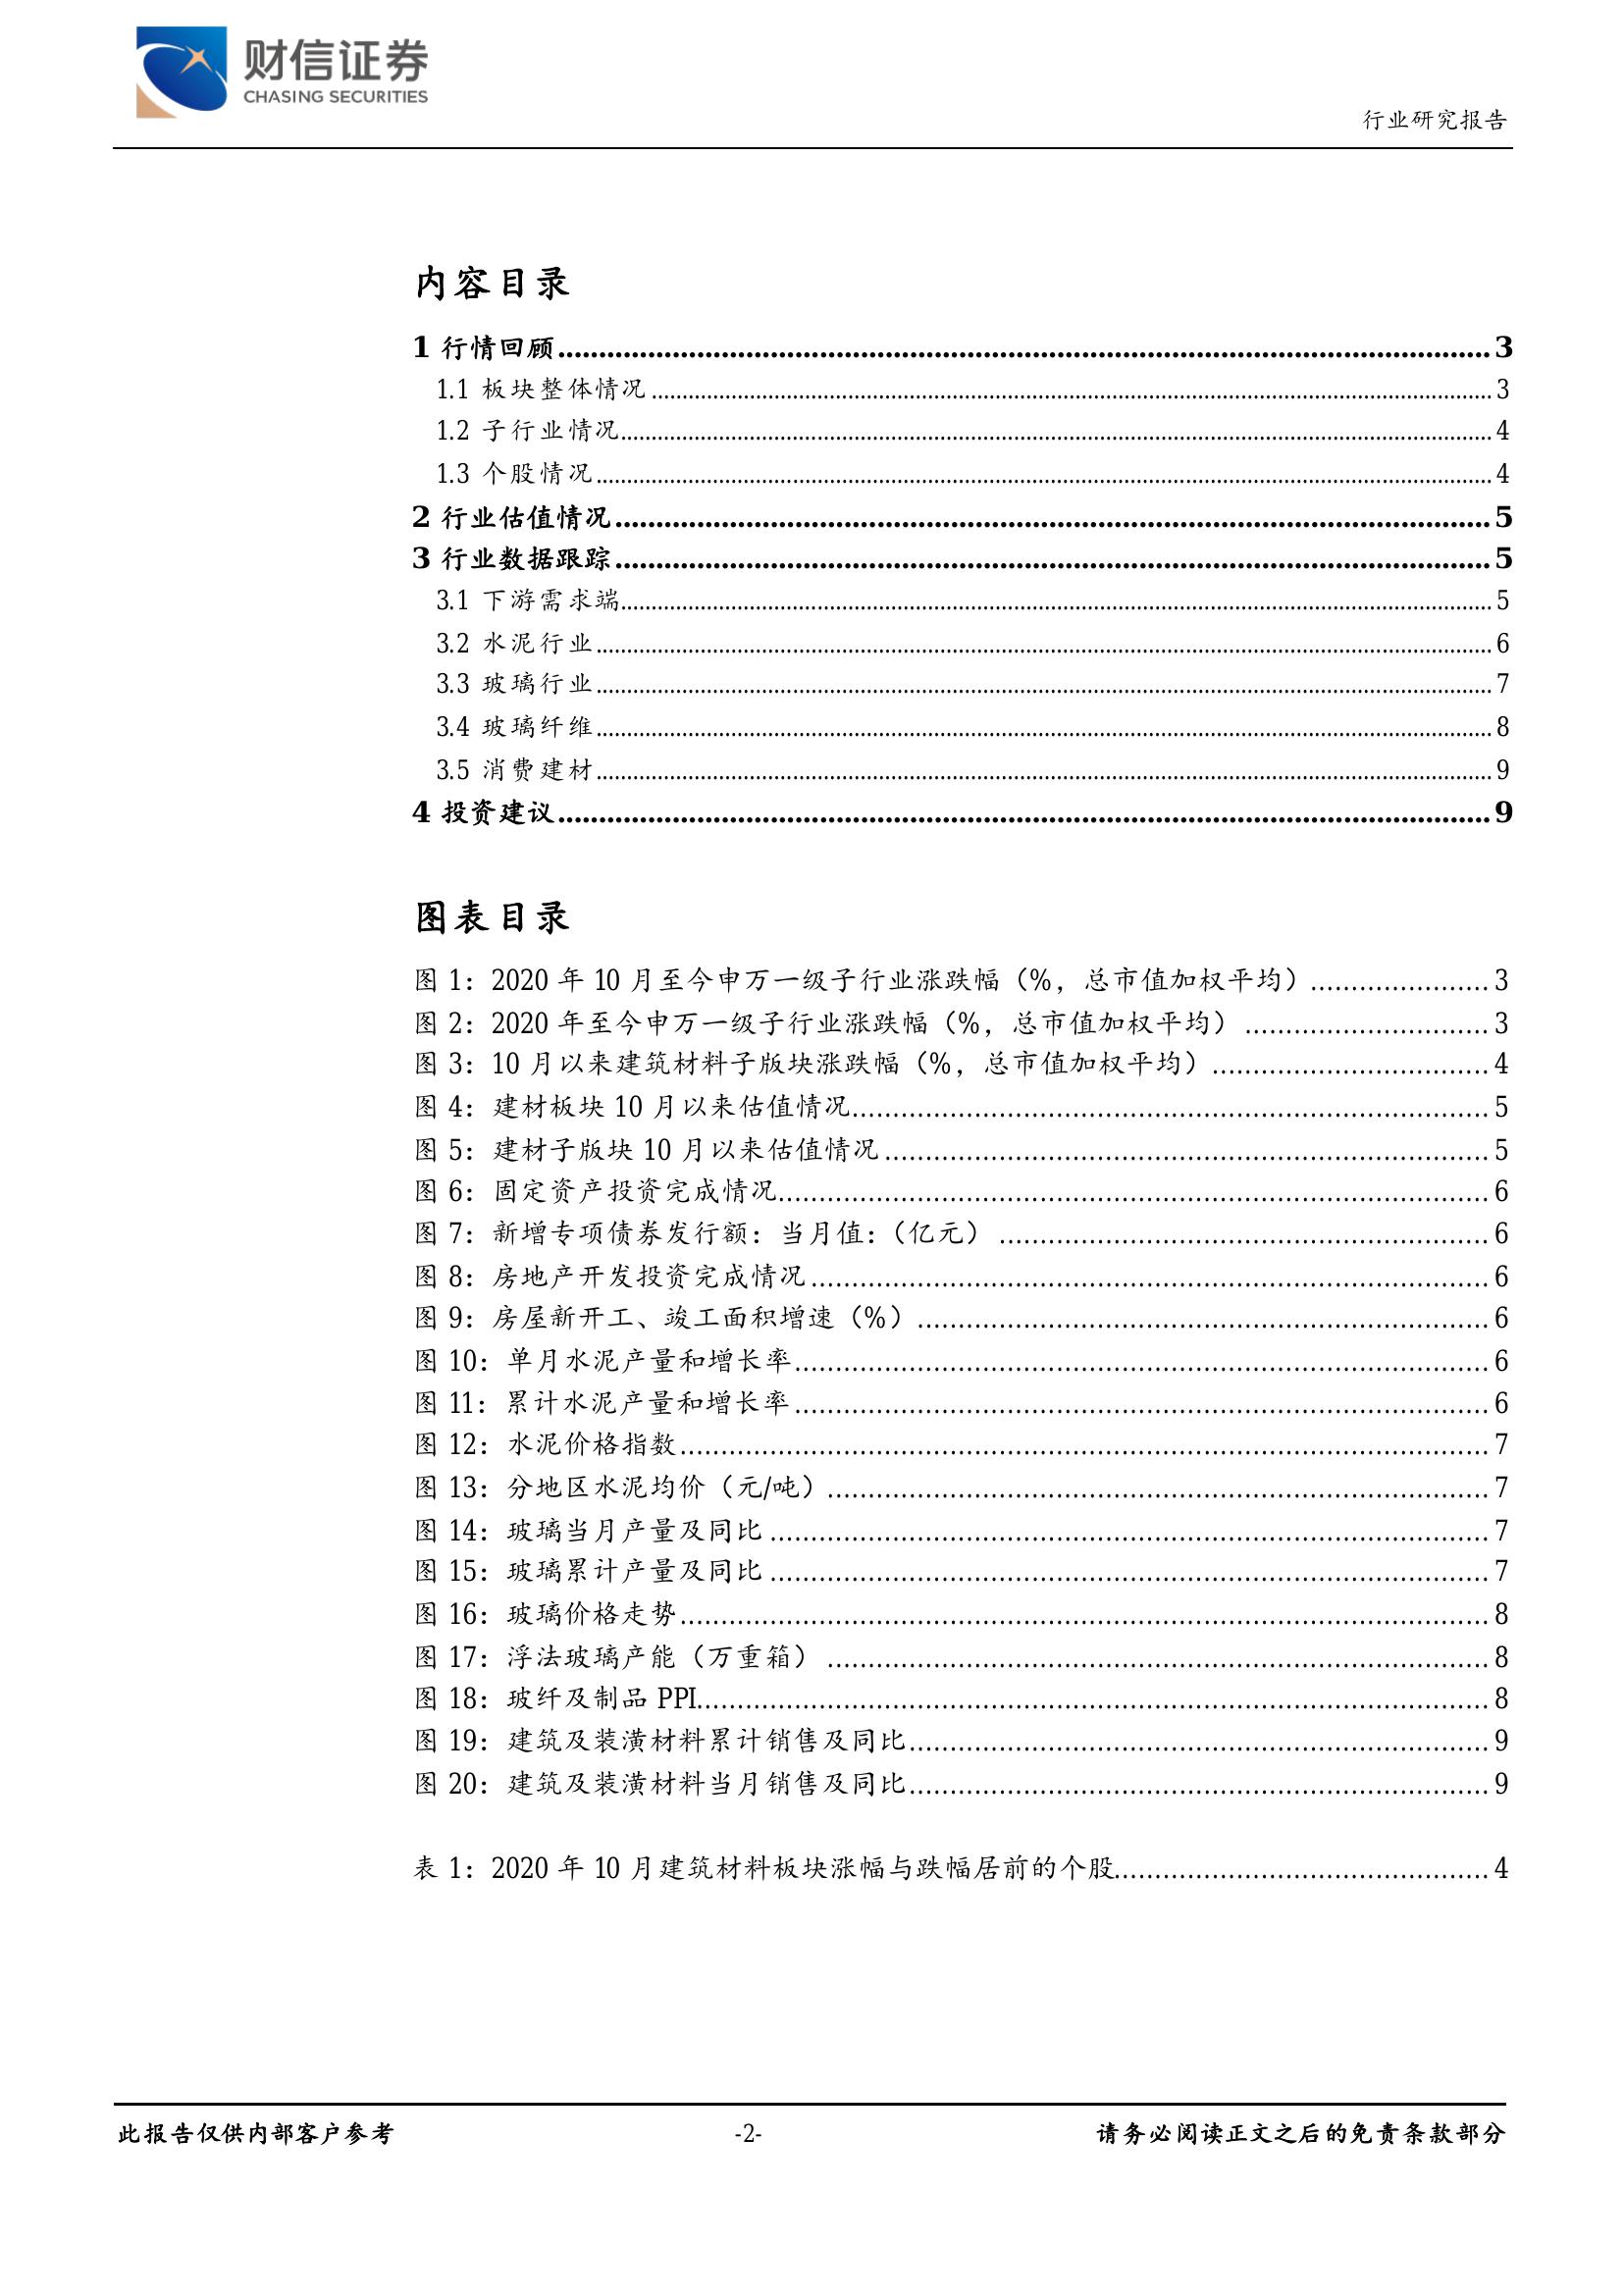 财信证券
CHASING SECURITIES
行业研究报告
内容目录
1 行情回顾........................................ 3
1.1 板块整体情况........................................ 3
1.2 子行业情况........................................ 4
1.3 个股情况........................................ 4
2 行业估值情况........................................ 5
3 行业数据跟踪........................................ 5
3.1 下游需求端........................................ 5
3.2 水泥行业........................................ 6
3.3 玻璃行业........................................ 7
3.4 玻璃纤维........................................ 8
3.5 消费建材........................................ 9
4 投资建议........................................ 9
图表目录
图 1：2020 年 10 月至今申万一级子行业涨跌幅（%，总市值加权平均）...................... 3
图 2：2020 年至今申万一级子行业涨跌幅（%，总市值加权平均）.............................. 3
图 3：10 月以来建筑材料子版块涨跌幅（%，总市值加权平均）.................................. 4
图 4：建材板块 10 月以来估值情况........................................ 5
图 5：建材子版块 10 月以来估值情况........................................ 5
图 6：固定资产投资完成情况........................................ 6
图 7：新增专项债券发行额：当月值：（亿元）........................................ 6
图 8：房地产开发投资完成情况........................................ 6
图 9：房屋新开工、竣工面积增速（%）........................................ 6
图 10：单月水泥产量和增长率........................................ 6
图 11：累计水泥产量和增长率........................................ 6
图 12：水泥价格指数........................................ 7
图 13：分地区水泥均价（元/吨）........................................ 7
图 14：玻璃当月产量及同比........................................ 7
图 15：玻璃累计产量及同比........................................ 7
图 16：玻璃价格走势........................................ 8
图 17：浮法玻璃产能（万重箱）........................................ 8
图 18：玻纤及制品 PPI........................................ 8
图 19：建筑及装潢材料累计销售及同比........................................ 9
图 20：建筑及装潢材料当月销售及同比........................................ 9
表 1：2020 年 10 月建筑材料板块涨幅与跌幅居前的个股........................................ 4
此报告仅供内部客户参考
-2-
请务必阅读正文之后的免责条款部分